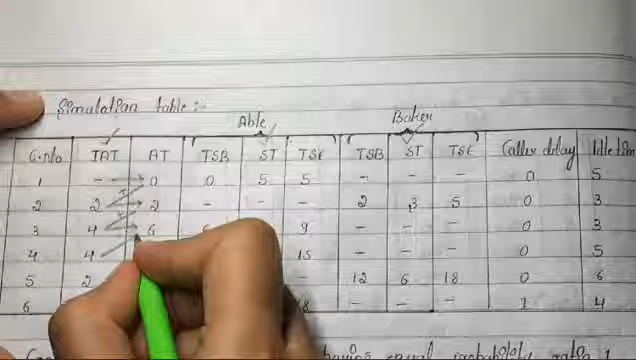 Simulation table :-
Able Baker
C.No IAT AT TSB ST TSE TSB ST TSE Caller delay
1 - 0 0 5 5 - - - 0 5
2 2 2 - - - 2 3 5 0 3
3 4 6 9 - - - 0 3
4 4 15 - - - 0 5
5 2 - 12 6 18 0 6
6 - - 1 4
having equal